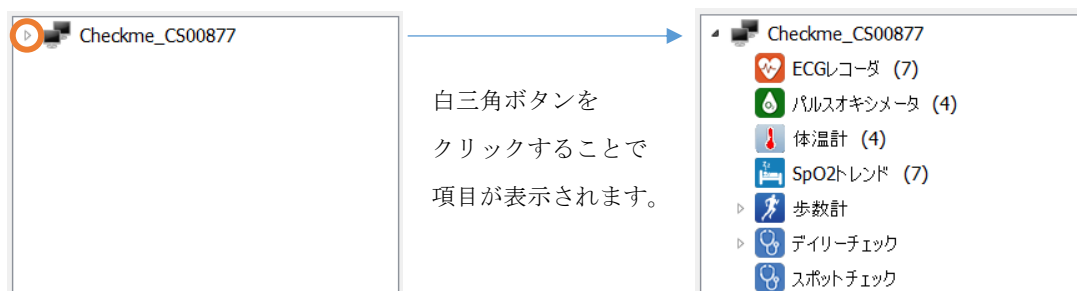 Checkme_CS00877
白三角ボタンを
クリックすることで
項目が表示されます。
Checkme_CS00877
ECGレコーダ (7)
パルスオキシメータ (4)
体温計 (4)
SpO2トレンド (7)
歩数計
デイリーチェック
スポットチェック